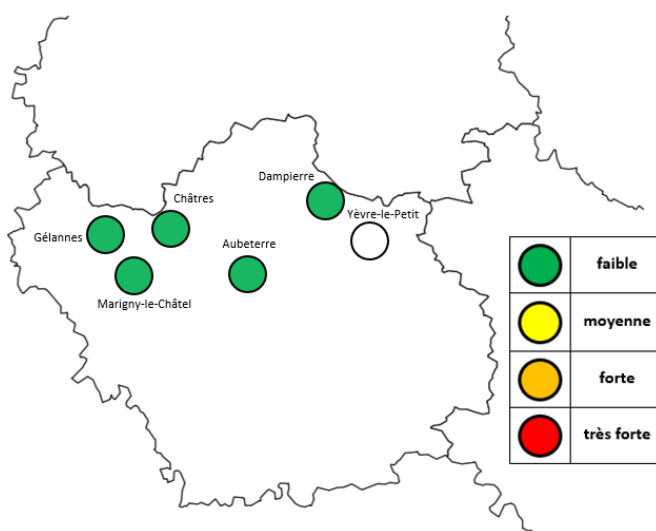 Dampierre
Châtres
Yèvre-le-Petit
Gélannes
Aubeterre
Marigny-le-Châtel
faible
moyenne
forte
très forte